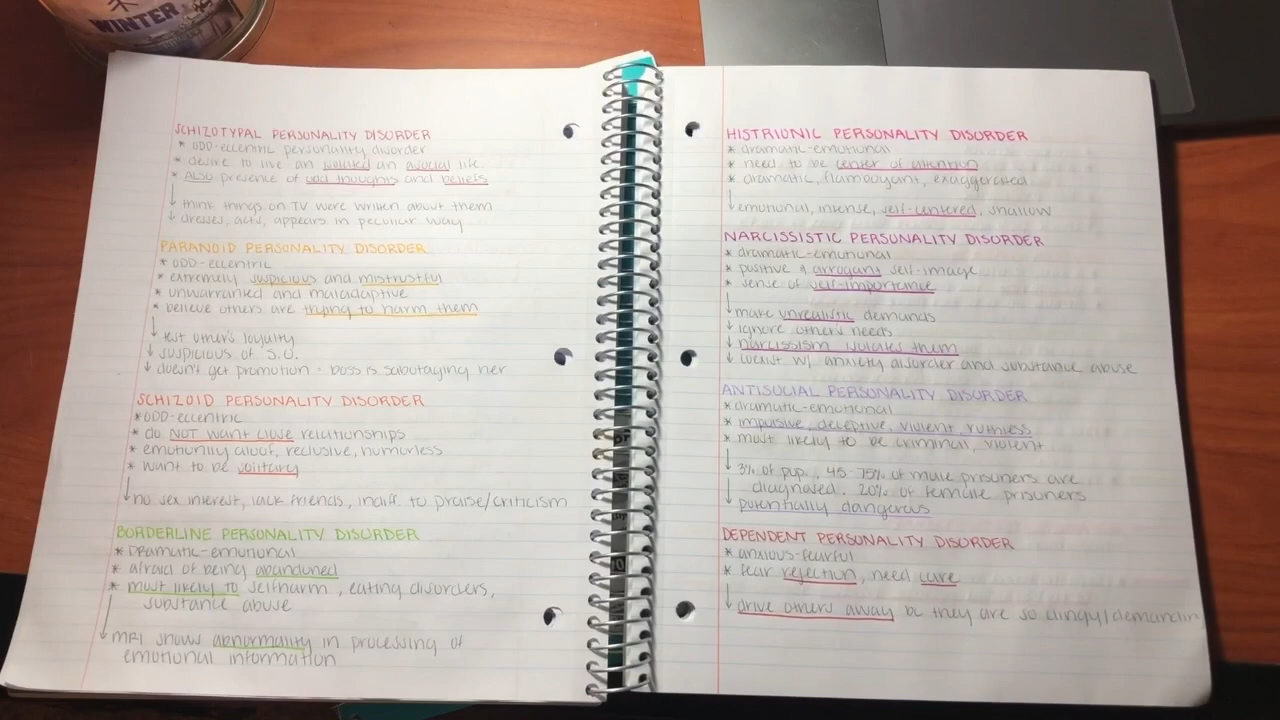 WINTER
SCHIZOTYPAL PERSONALITY DISORDER
* ODD-eccentric personality disorder
* desire to live an isolated an asocial life
* ALSO presence of odd thoughts and beliefs
↓ think things on TV were written about them
↓ dresses, acts, appears in peculiar way
PARANOID PERSONALITY DISORDER
* ODD-eccentric
* extremely suspicious and mistrustful
* unwarranted and maladaptive
* believe others are trying to harm them
↓ test other's loyalty
↓ suspicious of S.O.
↓ doesn't get promotion - boss is sabotaging her
SCHIZOID PERSONALITY DISORDER
* ODD-eccentric
* do NOT want close relationships
* emotionlly aloof, reclusive, humorless
* want to be solitary
↓ no sex interest, lack friends, indiff. to praise/criticism
BORDERLINE PERSONALITY DISORDER
* Dramatic-emotional
* afraid of being abandoned
* most likely to selfharm, eating disorders,
substance abuse
↓ MRI shows abnormality in processing of
emotional information
HISTRIONIC PERSONALITY DISORDER
* dramatic-emotional
* need to be center of attention
* dramatic, flamboyant, exaggerated
↓ emotional, intense, self-centered, shallow
NARCISSISTIC PERSONALITY DISORDER
* dramatic-emotional
* positive & arrogant self-image
* sense of self-importance
↓ make unrealistic demands
↓ ignore others needs
↓ narcissism isolates them
↓ coexist w/ anxiety disorder and substance abuse
ANTISOCIAL PERSONALITY DISORDER
* dramatic-emotional
* impulsive, deceptive, violent, ruthless
* most likely to be criminal, violent
↓ 3% of pop., 45-75% of male prisoners are
diagnosed. 20% of female prisoners
↓ potentially dangerous
DEPENDENT PERSONALITY DISORDER
* anxious-fearful
* fear rejection, need care
↓ drive others away bc they are so clingy/demandin